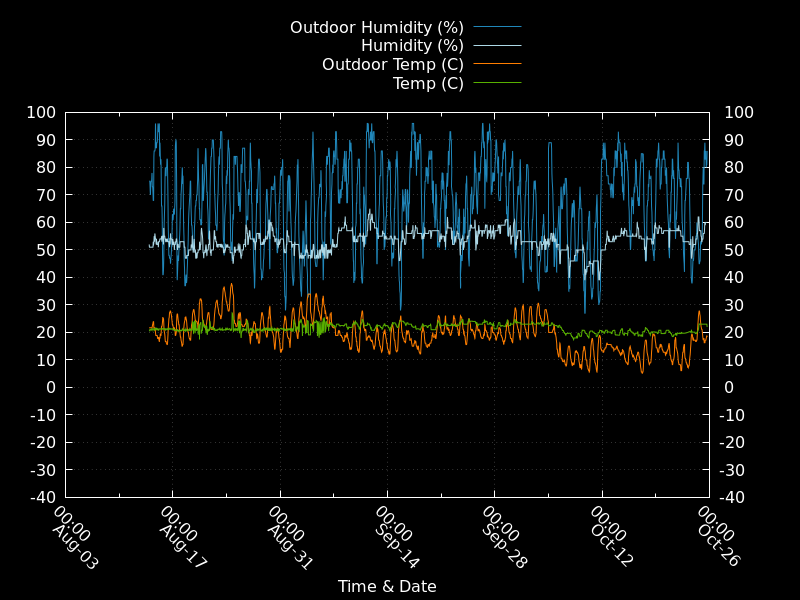 Outdoor Humidity (%)
Humidity (%)
Outdoor Temp (C)
Temp (C)
100 100
90 90
80 80
70 70
60 60
50 50
40 40
30 30
20 20
10 10
0 0
-10 -10
-20 -20
-30 -30
-40 -40
00:00 Aug-03
00:00 Aug-17
00:00 Aug-31
00:00 Sep-14
00:00 Sep-28
00:00 Oct-12
00:00 Oct-26
Time & Date